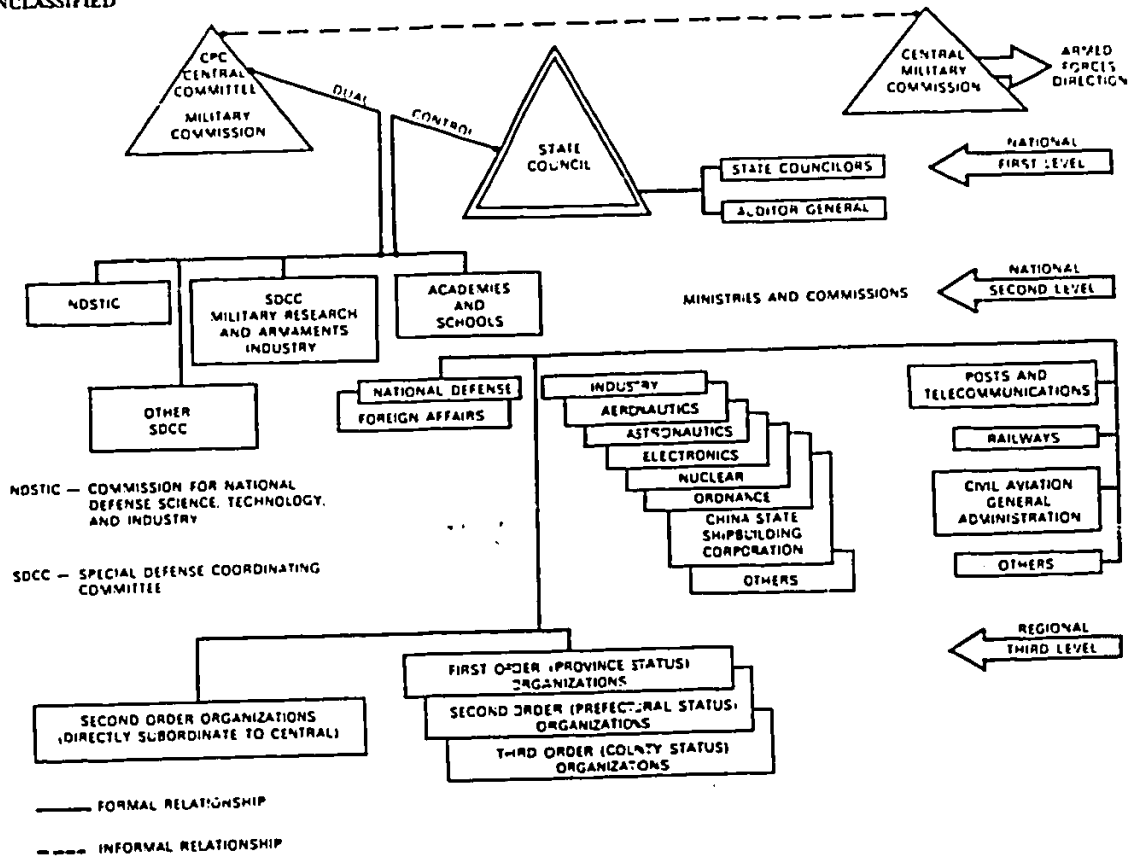 NCLASSIFIED
CPC
CENTRAL
COMMITTEE
MILITARY
COMMISSION
DUAL
CONTROL
STATE
COUNCIL
CENTRAL
MILITARY
COMMISSION
ARMED
FORCES
DIRECTION
NATIONAL
FIRST LEVEL
STATE COUNCILORS
AUDITOR GENERAL
NDSTIC
SDCC
MILITARY RESEARCH
AND ARMAMENTS
INDUSTRY
ACADEMIES
AND
SCHOOLS
MINISTRIES AND COMMISSIONS
NATIONAL
SECOND LEVEL
OTHER
SDCC
NATIONAL DEFENSE
FOREIGN AFFAIRS
INDUSTRY
AERONAUTICS
ASTRONAUTICS
ELECTRONICS
NUCLEAR
ORDNANCE
CHINA STATE
SHIPBUILDING
CORPORATION
OTHERS
POSTS AND
TELECOMMUNICATIONS
RAILWAYS
CIVIL AVIATION
GENERAL
ADMINISTRATION
OTHERS
NDSTIC — COMMISSION FOR NATIONAL
DEFENSE SCIENCE, TECHNOLOGY,
AND INDUSTRY
SDCC — SPECIAL DEFENSE COORDINATING
COMMITTEE
REGIONAL
THIRD LEVEL
SECOND ORDER ORGANIZATIONS
(DIRECTLY SUBORDINATE TO CENTRAL)
FIRST ORDER (PROVINCE STATUS)
ORGANIZATIONS
SECOND ORDER (PREFECTURAL STATUS)
ORGANIZATIONS
THIRD ORDER (COUNTY STATUS)
ORGANIZATONS
FORMAL RELATIONSHIP
INFORMAL RELATIONSHIP